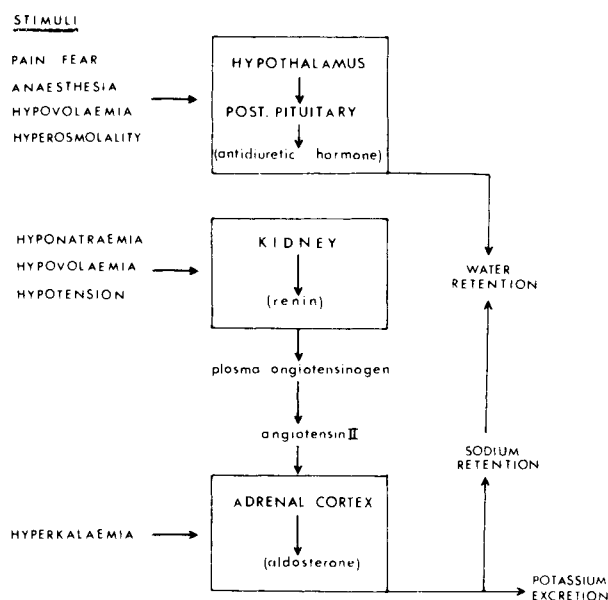 STIMULI
PAIN FEAR
ANAESTHESIA
HYPOVOLAEMIA
HYPEROSMOLALITY
HYPOTHALAMUS
POST. PITUITARY
(antidiuretic hormone)
HYPONATRAEMIA
HYPOVOLAEMIA
HYPOTENSION
KIDNEY
(renin)
WATER
RETENTION
plasma angiotensinogen
angiotensin II
SODIUM
RETENTION
HYPERKALAEMIA
ADRENAL CORTEX
(aldosterone)
POTASSIUM
EXCRETION